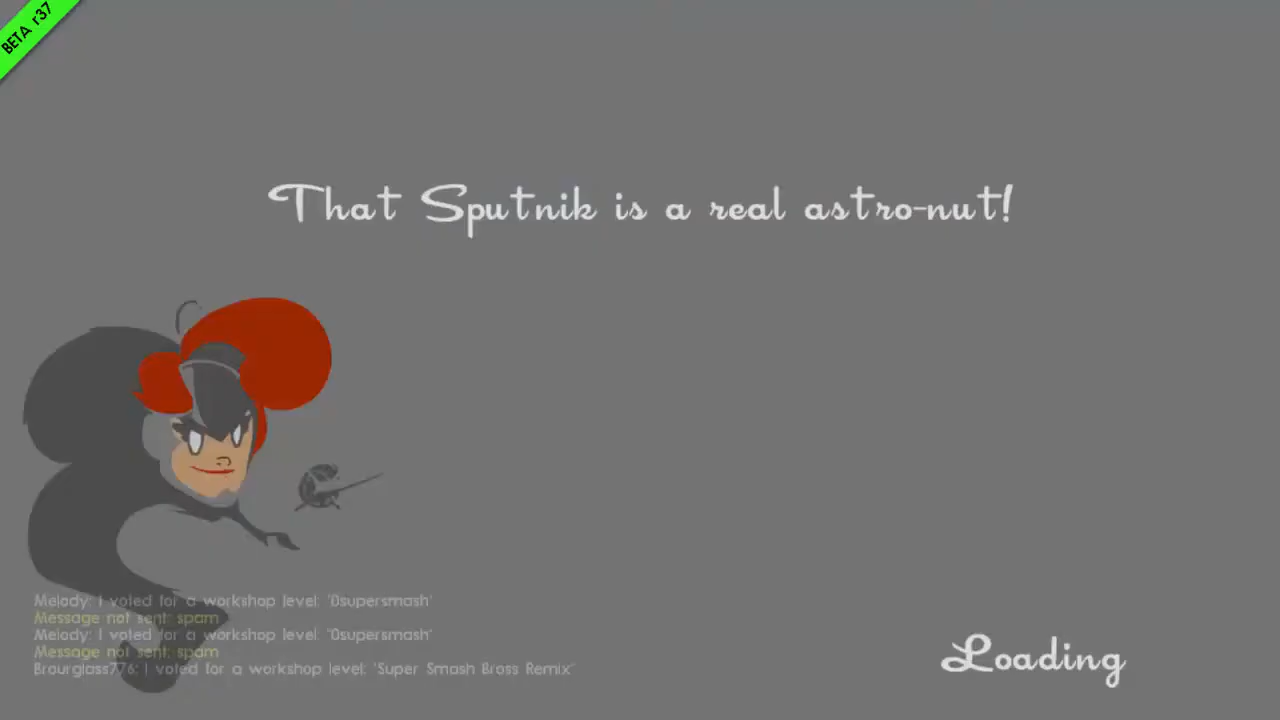 BETA r37
That Sputnik is a real astro-nut!
Melody: I voted for a workshop level: '0supersmash'
Message not sent: spam
Melody: I voted for a workshop level: '0supersmash'
Message not sent: spam
Brourglass776: I voted for a workshop level: 'Super Smash Bross Remix'
Loading